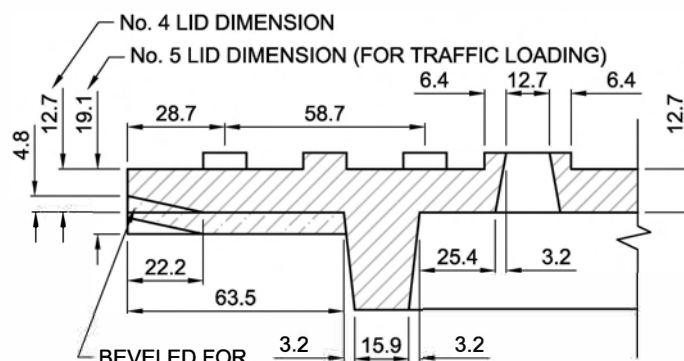 No. 4 LID DIMENSION
No. 5 LID DIMENSION (FOR TRAFFIC LOADING)
6.4 12.7 6.4
4.8 12.7 19.1 28.7 58.7 12.7
22.2 25.4 3.2
63.5
BEVELED FOR 3.2 15.9 3.2